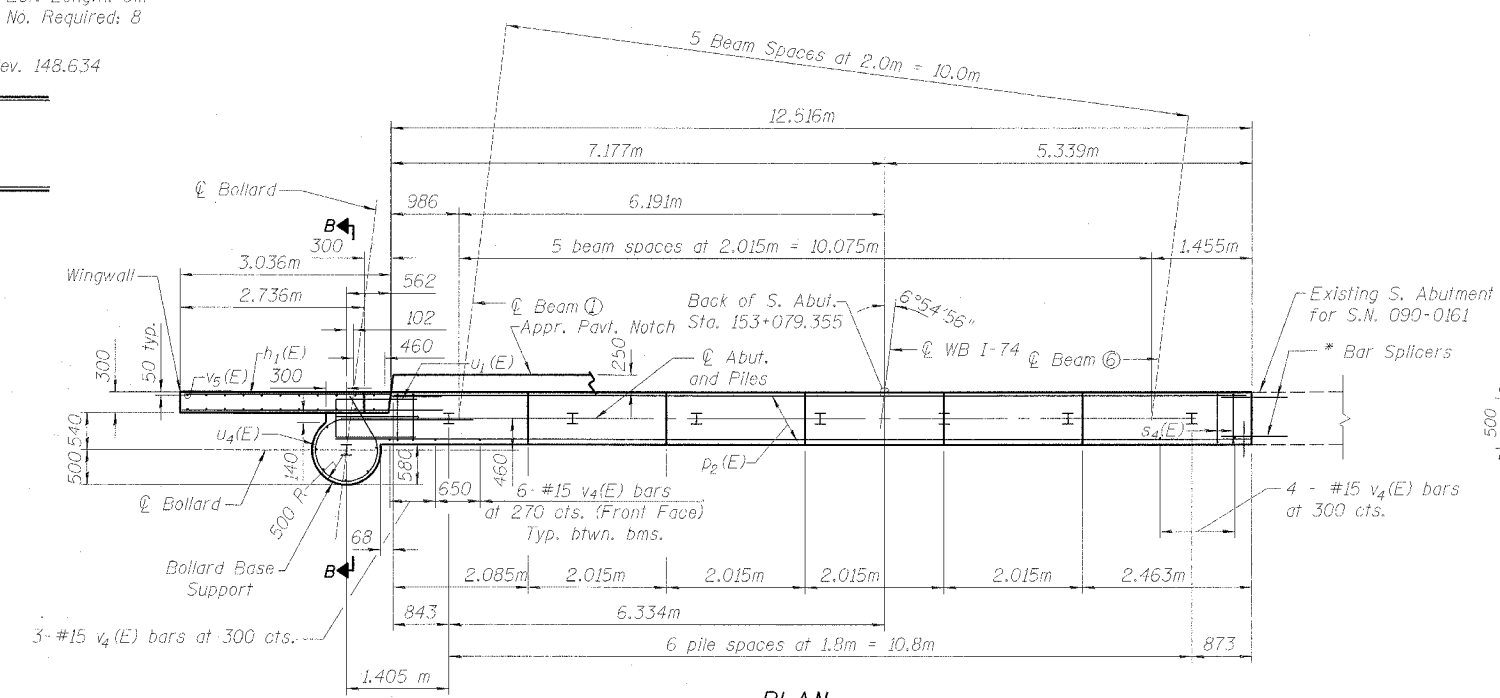 No. Required: 8
ev. 148.634
5 Beam Spaces at 2.0m = 10.0m
12.516m
7.177m
5.339m
℄ Bollard
986
6.191m
B
300
5 beam spaces at 2.015m = 10.075m
1.455m
3.036m
Wingwall
562
2.736m
℄ Beam ①
Back of S. Abut.
Sta. 153+079.355
6°54'56"
Existing S. Abutment
for S.N. 090-0161
102
Appr. Pavt. Notch
250
℄ Abut.
and Piles
℄ WB I-74
℄ Beam ⑥
* Bar Splicers
300
50 typ.
h1(E)
460
u1(E)
v5(E)
300
540
500
u4(E)
140
580
460
p2(E)
s4(E)
500
℄ Bollard
500 R
650
6- #15 v4(E) bars
at 270 cts. (Front Face)
Typ. btwn. bms.
4 - #15 v4(E) bars
at 300 cts.
68
Bollard Base
Support
B
2.085m
2.015m
2.015m
2.015m
2.015m
2.463m
843
6.334m
3- #15 v4(E) bars at 300 cts.
6 pile spaces at 1.8m = 10.8m
873
1.405 m